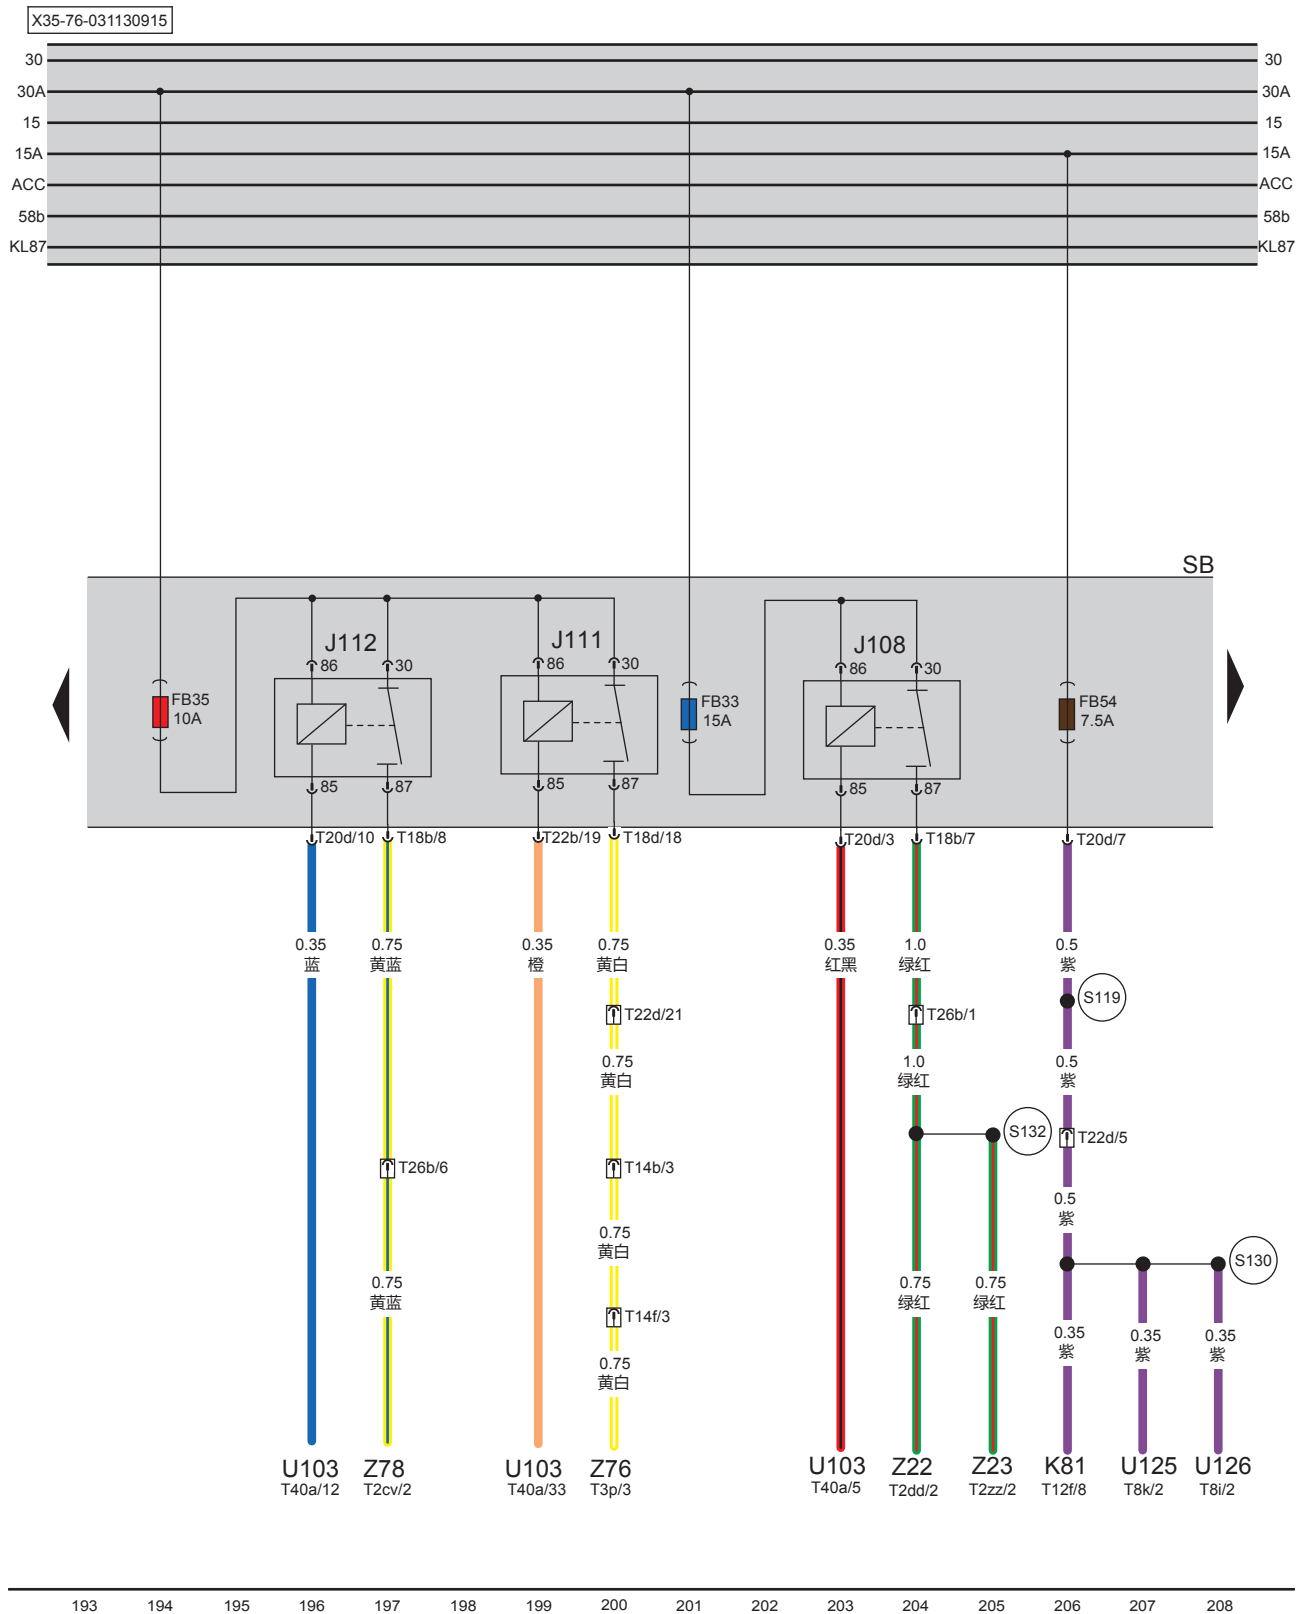 X35-76-031130915
30 30
30A 30A
15 15
15A 15A
ACC ACC
58b 58b
KL87 KL87
SB
J112 J111 J108
86 30 86 30 86 30
FB35 FB33 FB54
10A 15A 7.5A
85 87 85 87 85 87
T20d/10 T18b/8 T22b/19 T18d/18 T20d/3 T18b/7 T20d/7
0.35 0.75 0.35 0.75 0.35 1.0 0.5
蓝 黄蓝 橙 黄白 红黑 绿红 紫
S119
T22d/21 T26b/1
0.75 1.0 0.5
黄白 绿红 紫
S132 T22d/5
T26b/6 T14b/3
0.5
紫
0.75
黄白
S130
0.75 0.75 0.75
黄蓝 绿红 绿红
T14f/3
0.35 0.35 0.35
紫 紫 紫
0.75
黄白
U103 Z78 U103 Z76 U103 Z22 Z23 K81 U125 U126
T40a/12 T2cv/2 T40a/33 T3p/3 T40a/5 T2dd/2 T2zz/2 T12f/8 T8k/2 T8i/2
193 194 195 196 197 198 199 200 201 202 203 204 205 206 207 208